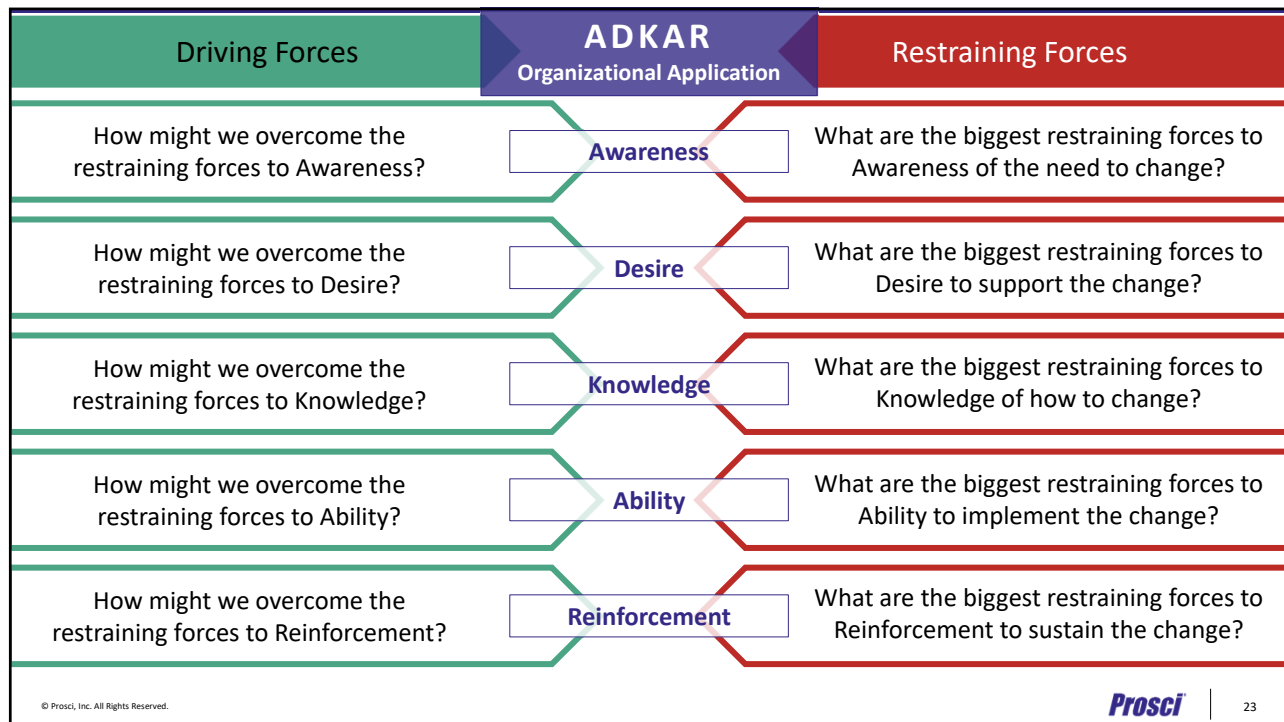 Driving Forces
ADKAR
Organizational Application
Restraining Forces
How might we overcome the
restraining forces to Awareness?
Awareness
What are the biggest restraining forces to
Awareness of the need to change?
How might we overcome the
restraining forces to Desire?
Desire
What are the biggest restraining forces to
Desire to support the change?
How might we overcome the
restraining forces to Knowledge?
Knowledge
What are the biggest restraining forces to
Knowledge of how to change?
How might we overcome the
restraining forces to Ability?
Ability
What are the biggest restraining forces to
Ability to implement the change?
How might we overcome the
restraining forces to Reinforcement?
Reinforcement
What are the biggest restraining forces to
Reinforcement to sustain the change?
© Prosci, Inc. All Rights Reserved.
Prosci
23